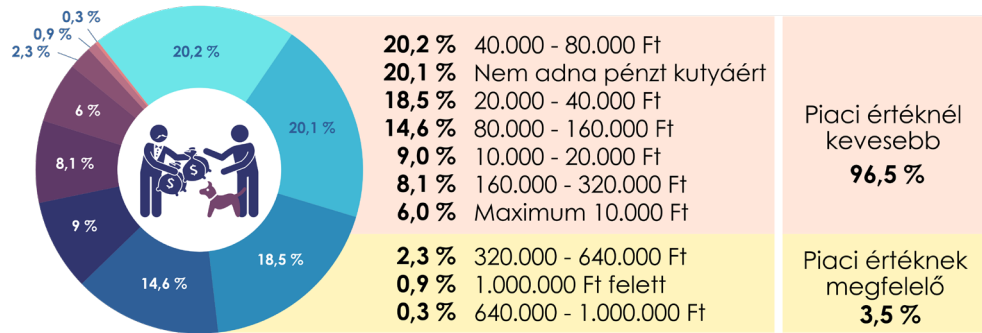 0,3 %
0,9 %
2,3 %
6 %
8,1 %
9 %
14,6 %
18,5 %
20,1 %
20,2 %
$
$
20,2 % 40.000 - 80.000 Ft
20,1 % Nem adna pénzt kutyáért
18,5 % 20.000 - 40.000 Ft
14,6 % 80.000 - 160.000 Ft
9,0 % 10.000 - 20.000 Ft
8,1 % 160.000 - 320.000 Ft
6,0 % Maximum 10.000 Ft
2,3 % 320.000 - 640.000 Ft
0,9 % 1.000.000 Ft felett
0,3 % 640.000 - 1.000.000 Ft
Piaci értéknél
kevesebb
96,5 %
Piaci értéknek
megfelelő
3,5 %